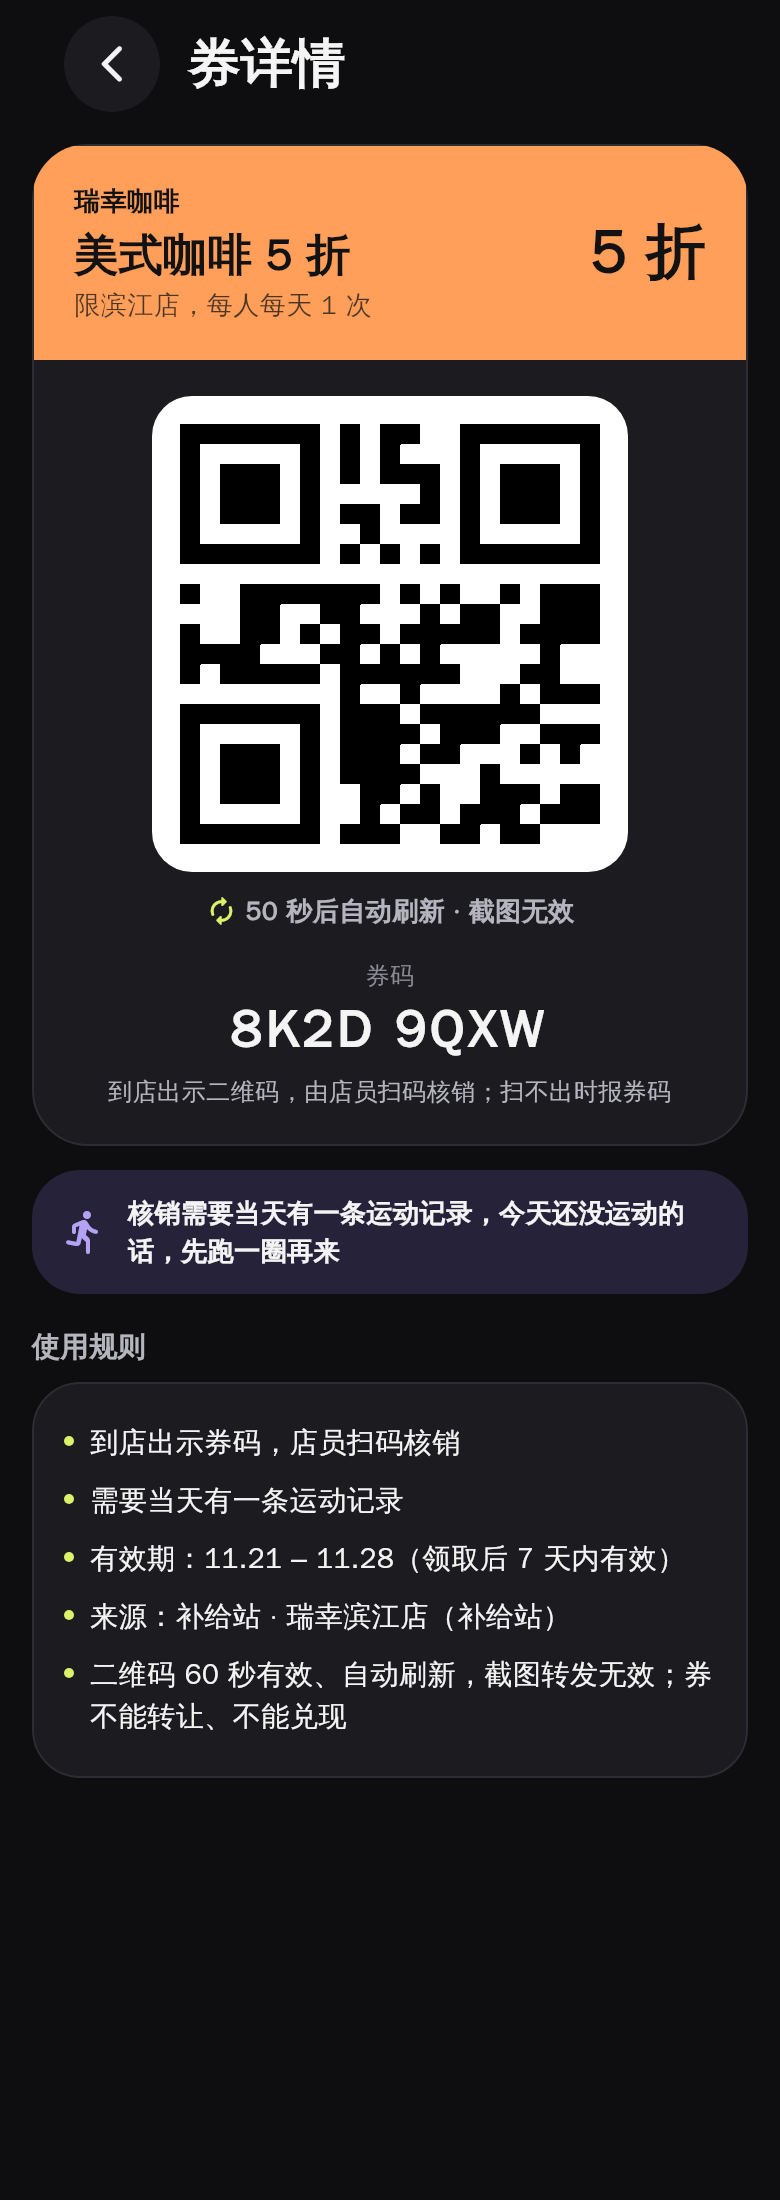 券详情
瑞幸咖啡
美式咖啡 5 折
5 折
限滨江店，每人每天 1 次
50 秒后自动刷新 · 截图无效
券码
8K2D 9QXW
到店出示二维码，由店员扫码核销；扫不出时报券码
核销需要当天有一条运动记录，今天还没运动的
话，先跑一圈再来
使用规则
到店出示券码，店员扫码核销
需要当天有一条运动记录
有效期：11.21 – 11.28（领取后 7 天内有效）
来源：补给站 · 瑞幸滨江店（补给站）
二维码 60 秒有效、自动刷新，截图转发无效；券
不能转让、不能兑现